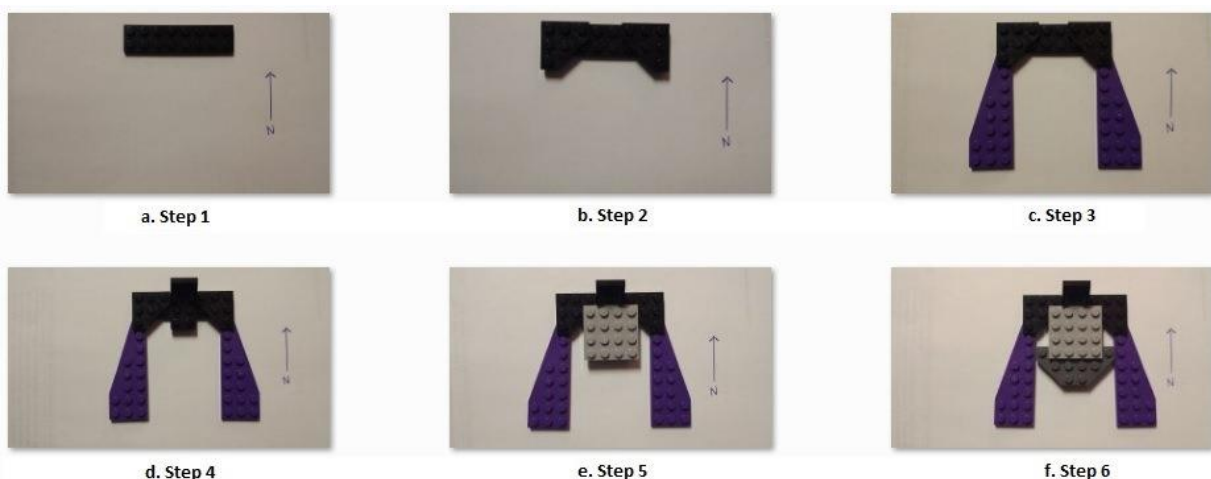 N
N
N
a. Step 1
b. Step 2
c. Step 3
N
N
N
d. Step 4
e. Step 5
f. Step 6